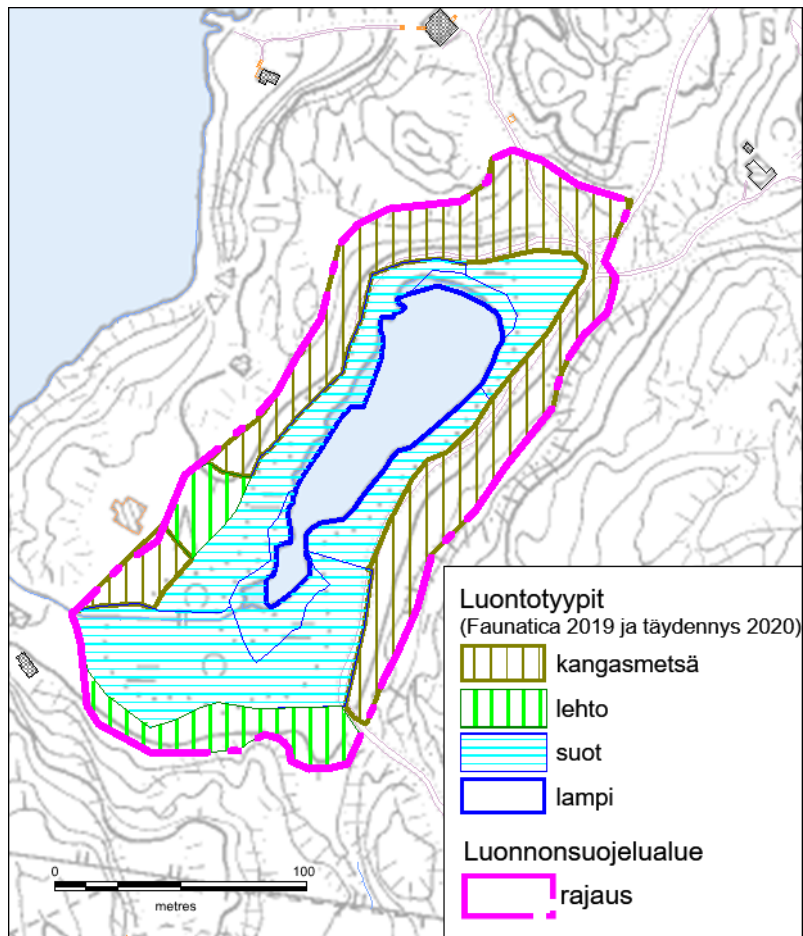 Luontotyypit
(Faunatica 2019 ja täydennys 2020)
kangasmetsä
lehto
suot
lampi
Luonnonsuojelualue
rajaus
0 100
metres